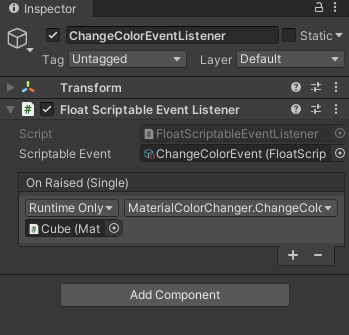 Inspector
ChangeColorEventListener
Static
Tag Untagged Layer Default
Transform
Float Scriptable Event Listener
Script FloatScriptableEventListener
Scriptable Event ChangeColorEvent (FloatScrip
On Raised (Single)
Runtime Only MaterialColorChanger.ChangeColo
Cube (Mat
+ −
Add Component